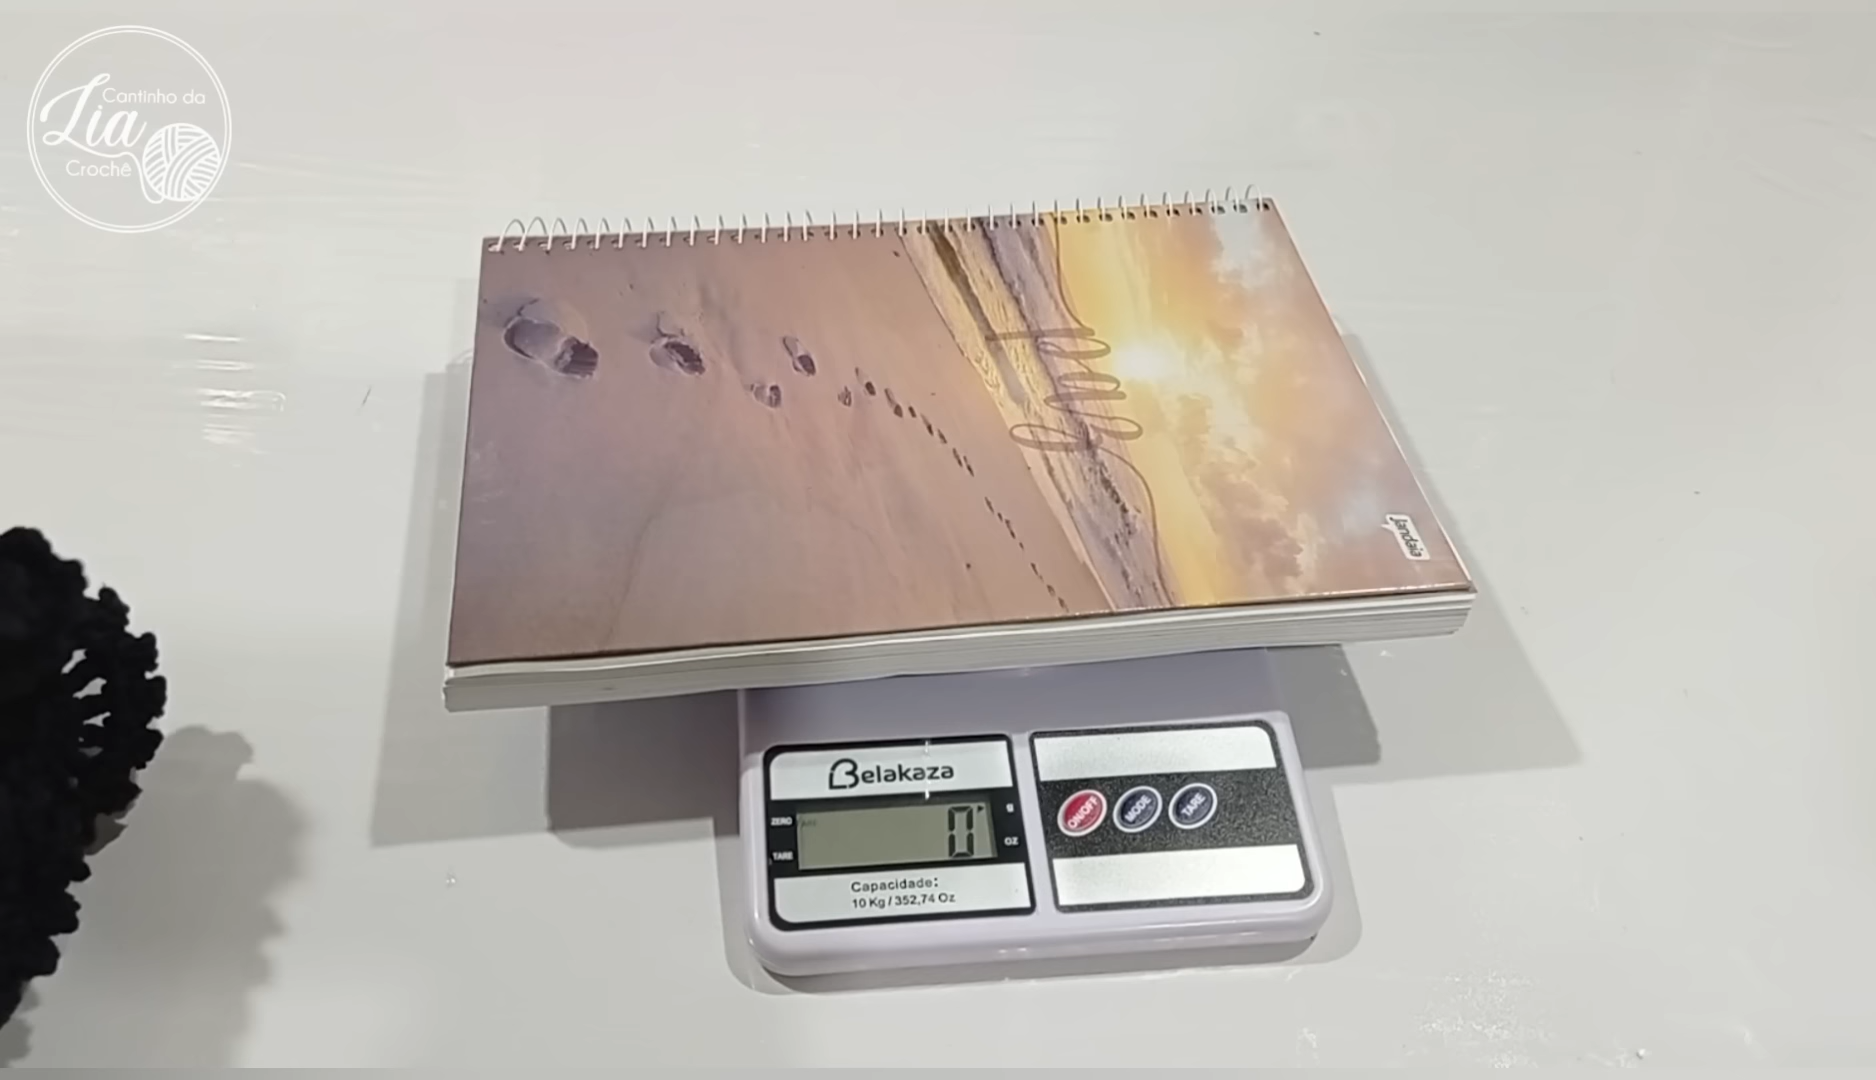 Cantinho da
Lia
Crochê
jandaia
Belakaza
ZERO
TARE
0
g
OZ
Capacidade:
10 Kg / 352,74 Oz
ON/OFF
MODE
TARE